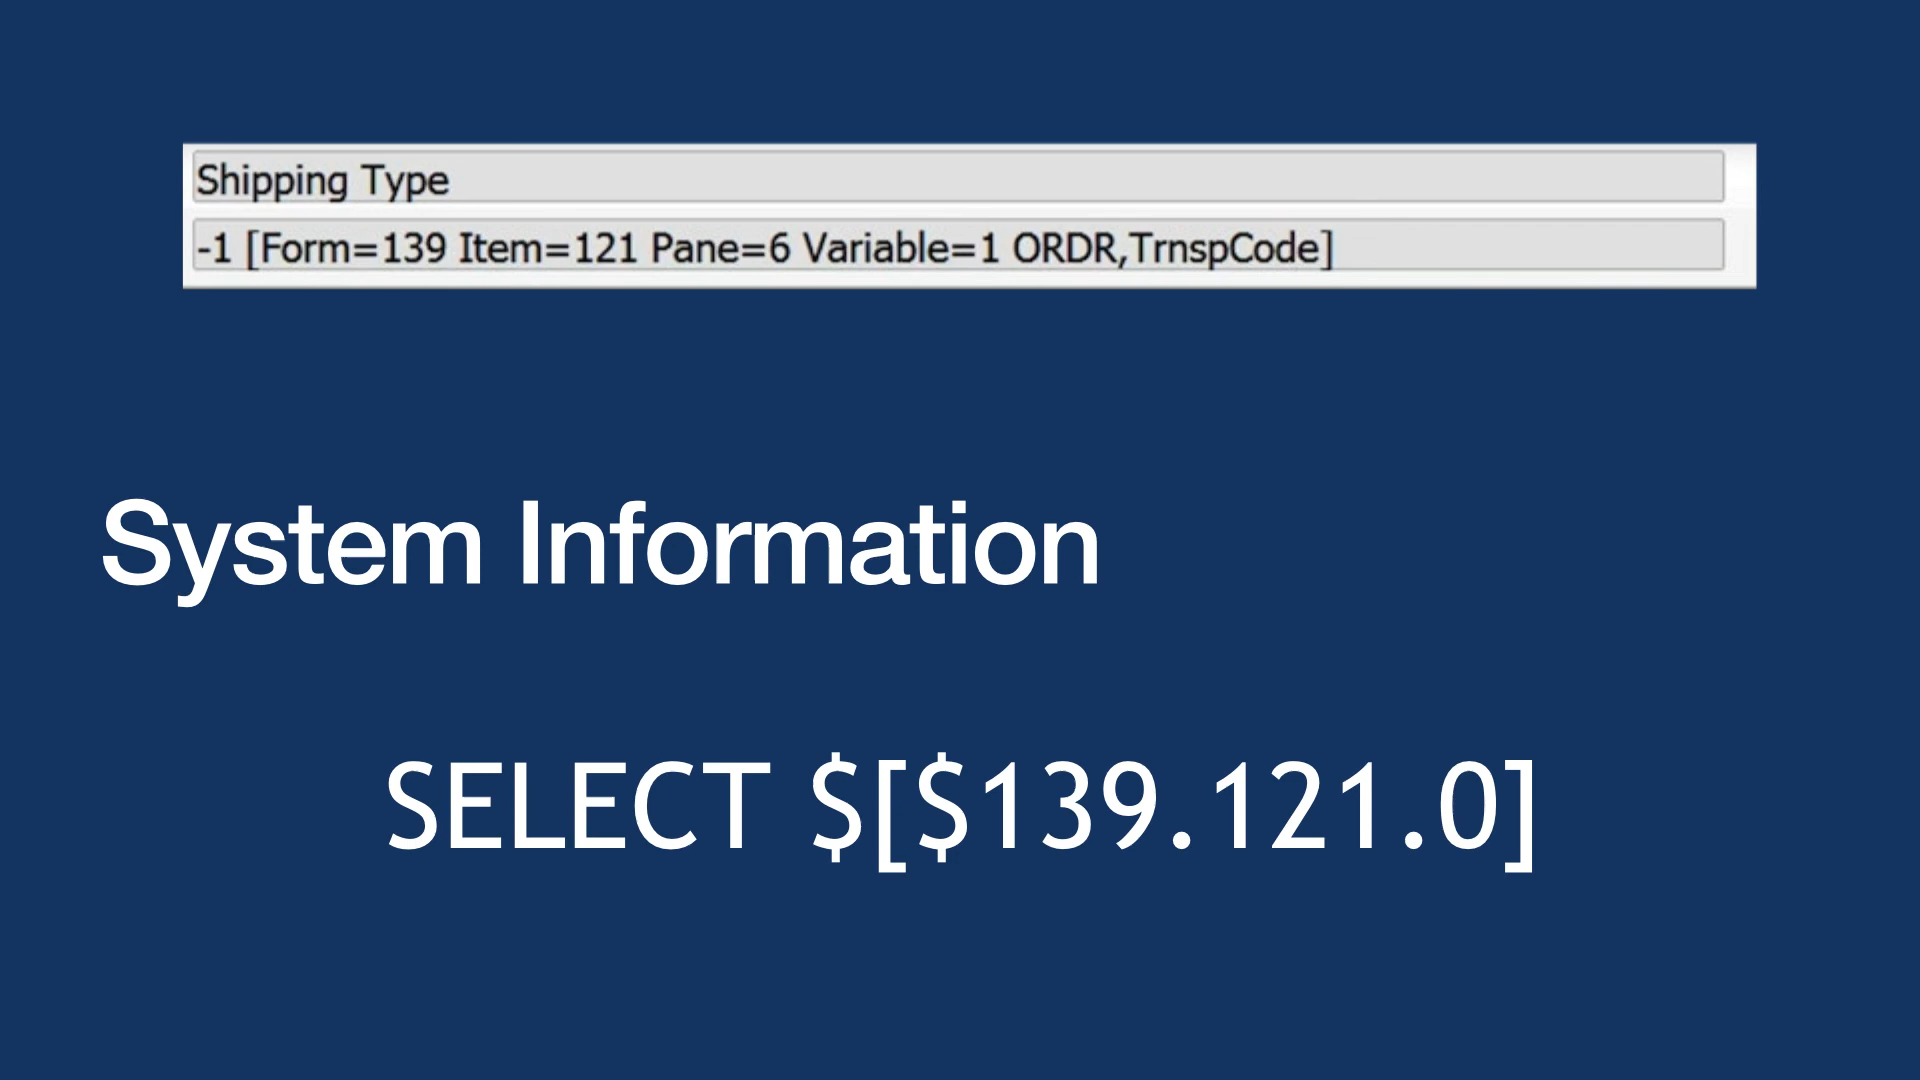 Shipping Type
-1 [Form=139 Item=121 Pane=6 Variable=1 ORDR,TrnspCode]
System Information
SELECT $[$139.121.0]